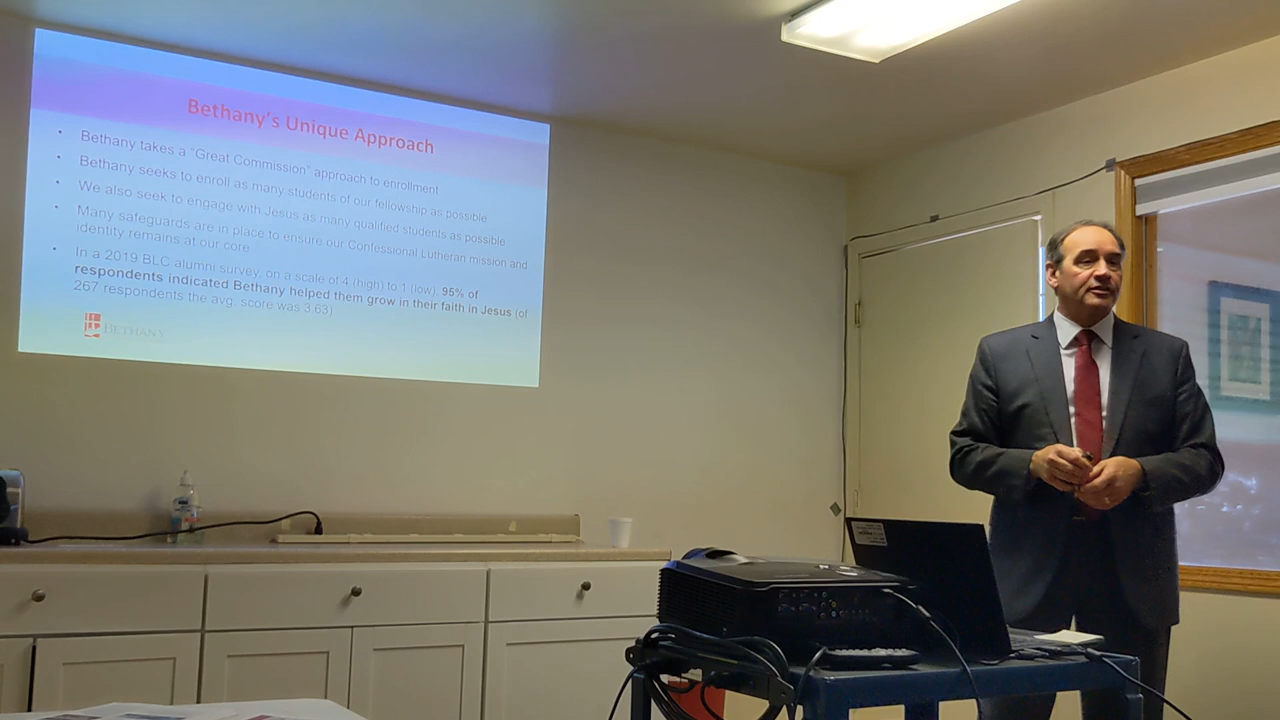 Bethany's Unique Approach
• Bethany takes a "Great Commission" approach to enrollment
• Bethany seeks to enroll as many students of our fellowship as possible
• We also seek to engage with Jesus as many qualified students as possible
• Many safeguards are in place to ensure our Confessional Lutheran mission and
identity remains at our core
• In a 2019 BLC alumni survey, on a scale of 4 (high) to 1 (low), 95% of
respondents indicated Bethany helped them grow in their faith in Jesus (of
267 respondents the avg. score was 3.63)
BETHANY